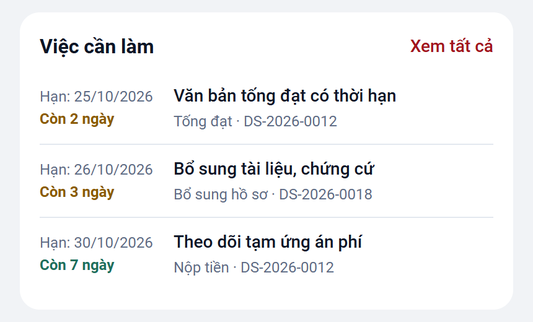 Việc cần làm
Xem tất cả
Hạn: 25/10/2026
Còn 2 ngày
Văn bản tống đạt có thời hạn
Tống đạt · DS-2026-0012
Hạn: 26/10/2026
Còn 3 ngày
Bổ sung tài liệu, chứng cứ
Bổ sung hồ sơ · DS-2026-0018
Hạn: 30/10/2026
Còn 7 ngày
Theo dõi tạm ứng án phí
Nộp tiền · DS-2026-0012